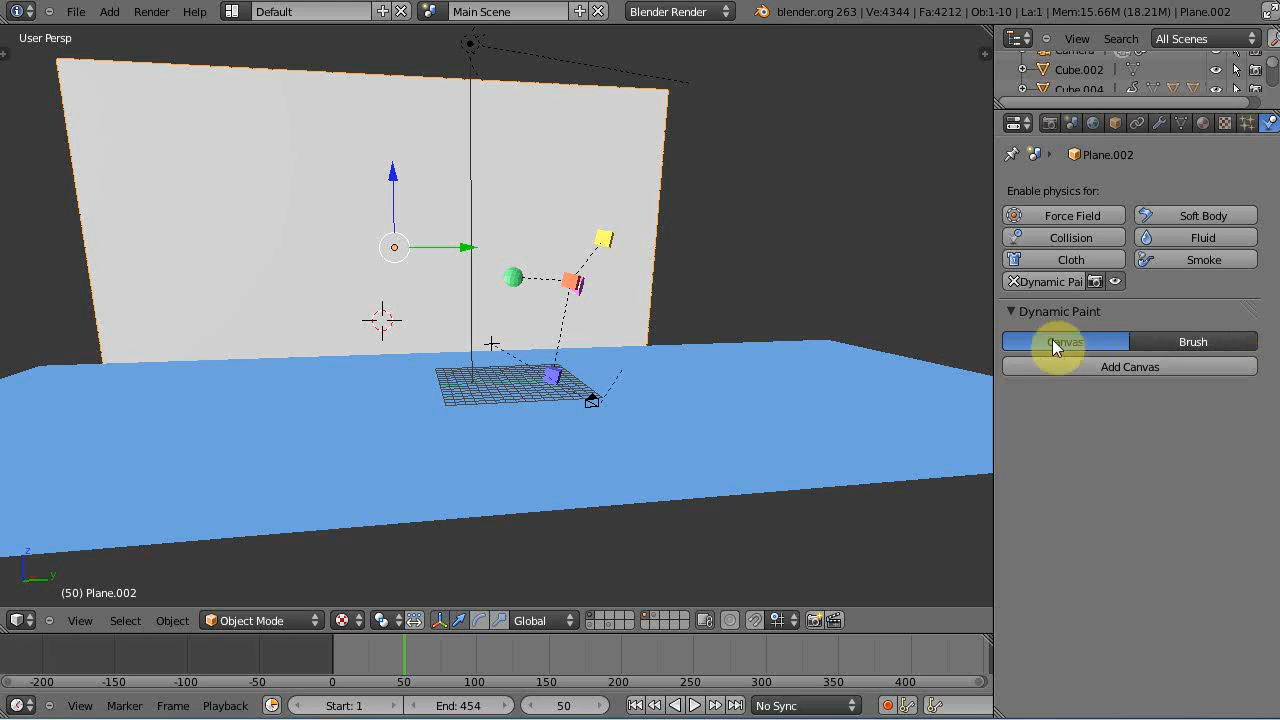 File Add Render Help Default Main Scene Blender Render blender.org 263 | Ve:4344 | Fa:4212 | Ob:1-10 | La:1 | Mem:15.66M (18.21M) | Plane.002
User Persp
View Search All Scenes
Camera
Cube.002
Cube.004
Plane.002
Enable physics for:
Force Field Soft Body
Collision Fluid
Cloth Smoke
Dynamic Pai
Dynamic Paint
Canvas Brush
Add Canvas
z
y
(50) Plane.002
View Select Object Object Mode Global
-200 -150 -100 -50 0 50 100 150 200 250 300 350 400
View Marker Frame Playback Start: 1 End: 454 50 No Sync